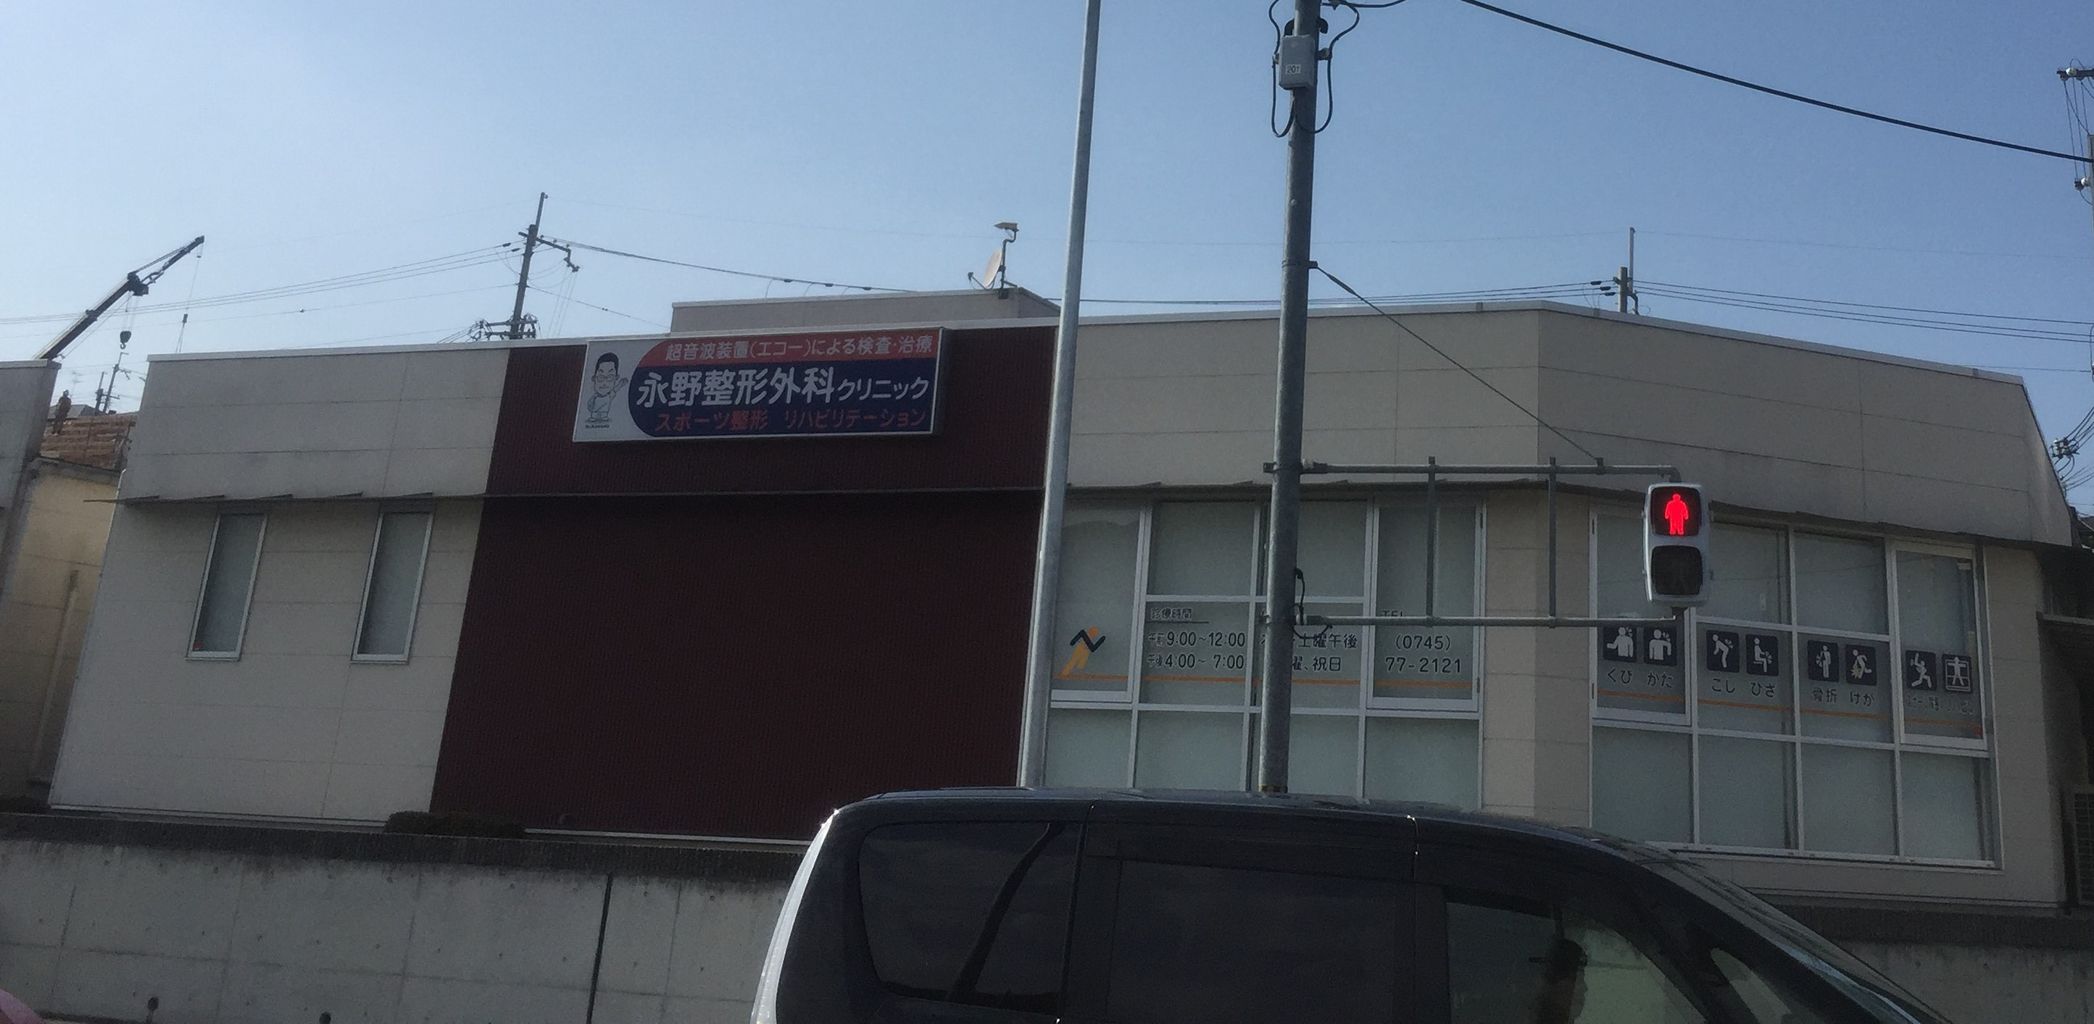 超音波装置(エコー)による検査・治療
永野整形外科クリニック
スポーツ整形 リハビリテーション
診療時間
午前9:00~12:00
午後4:00~ 7:00
土曜午後
曜、祝日
TEL
(0745)
77-2121
くび かた
こし ひざ
骨折 けが